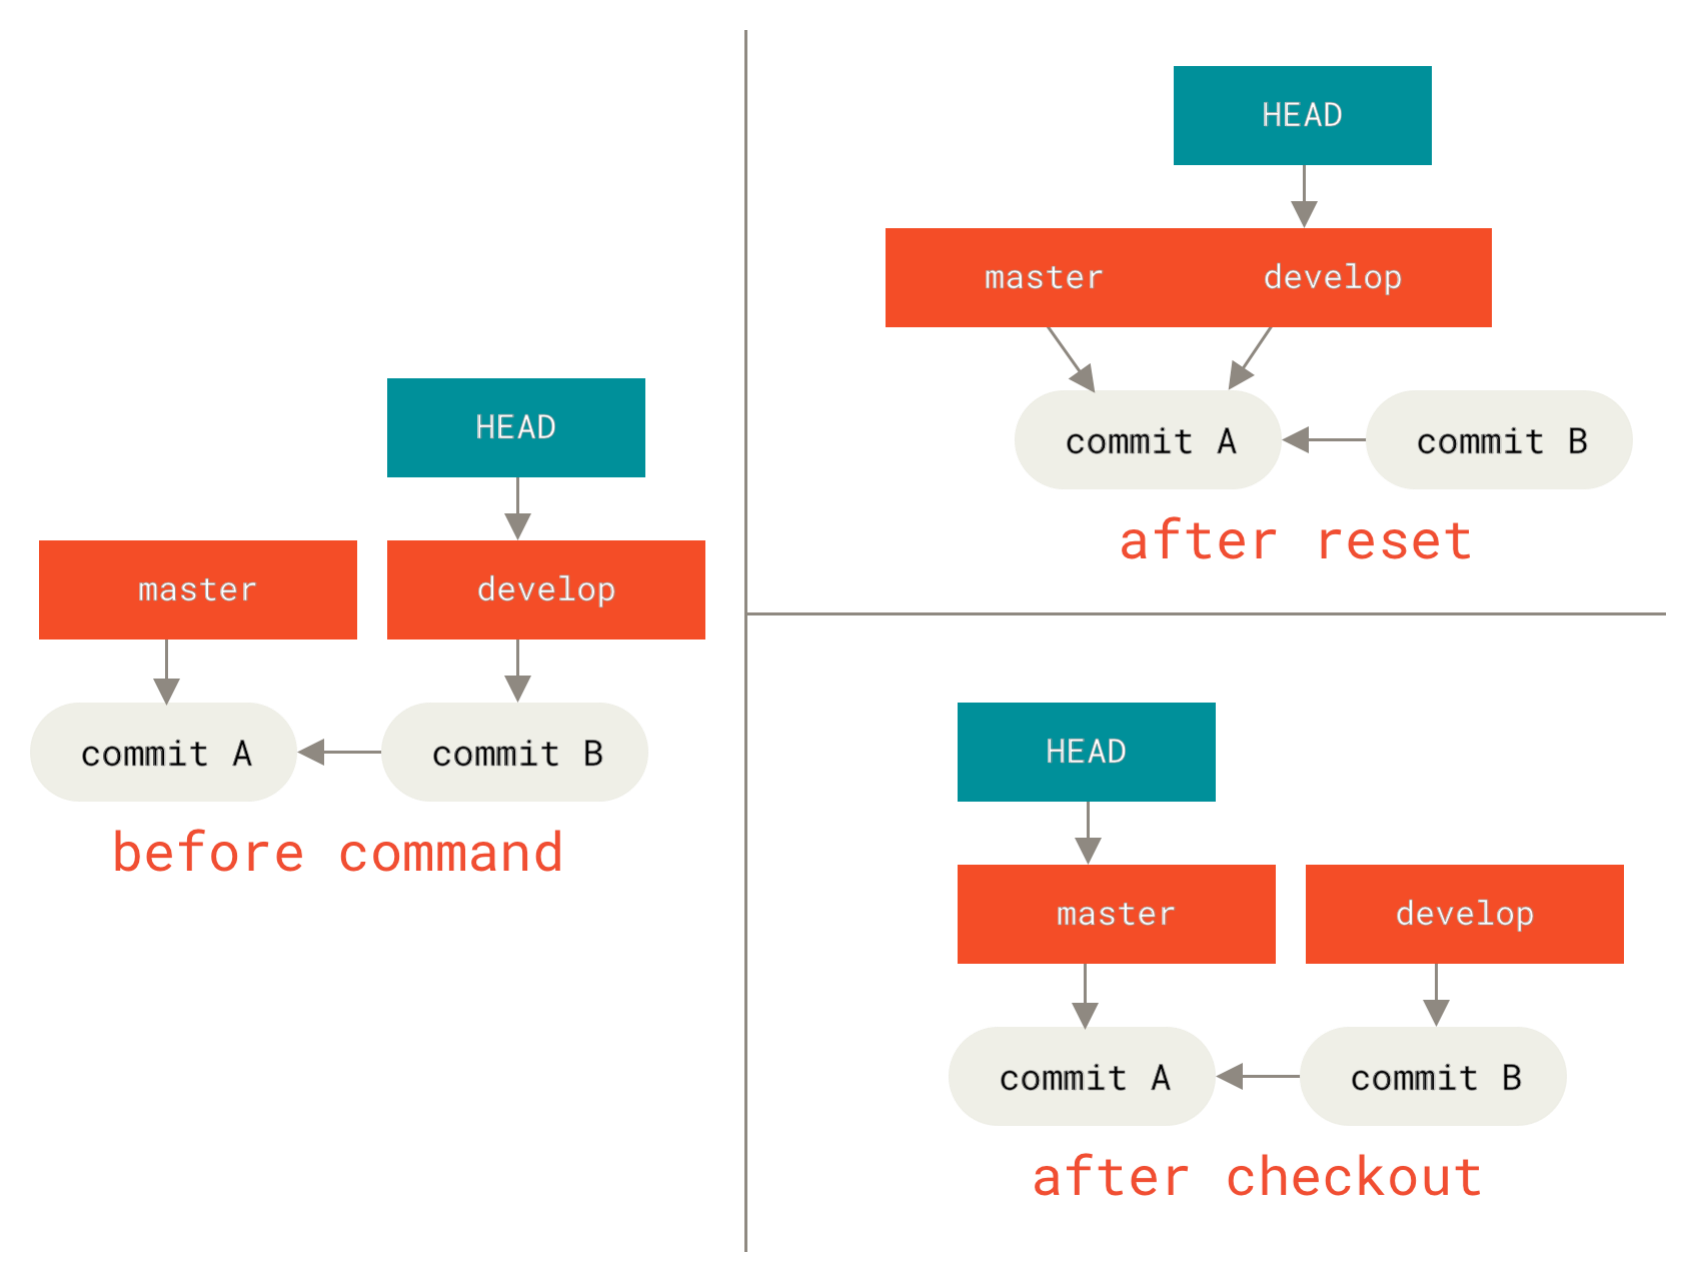 HEAD
master develop
commit A commit B
before command
HEAD
master develop
commit A commit B
after reset
HEAD
master develop
commit A commit B
after checkout